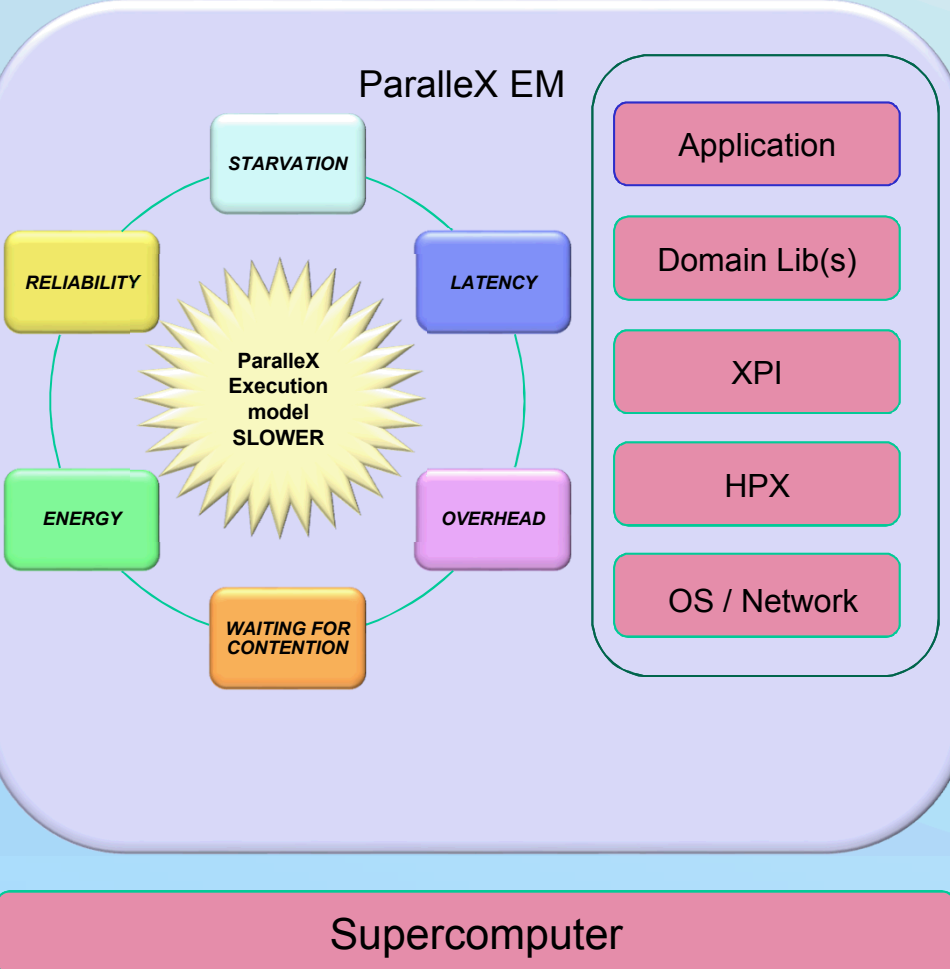 ParalleX EM
STARVATION
LATENCY
OVERHEAD
WAITING FOR
CONTENTION
ENERGY
RELIABILITY
ParalleX
Execution
model
SLOWER
Application
Domain Lib(s)
XPI
HPX
OS / Network
Supercomputer